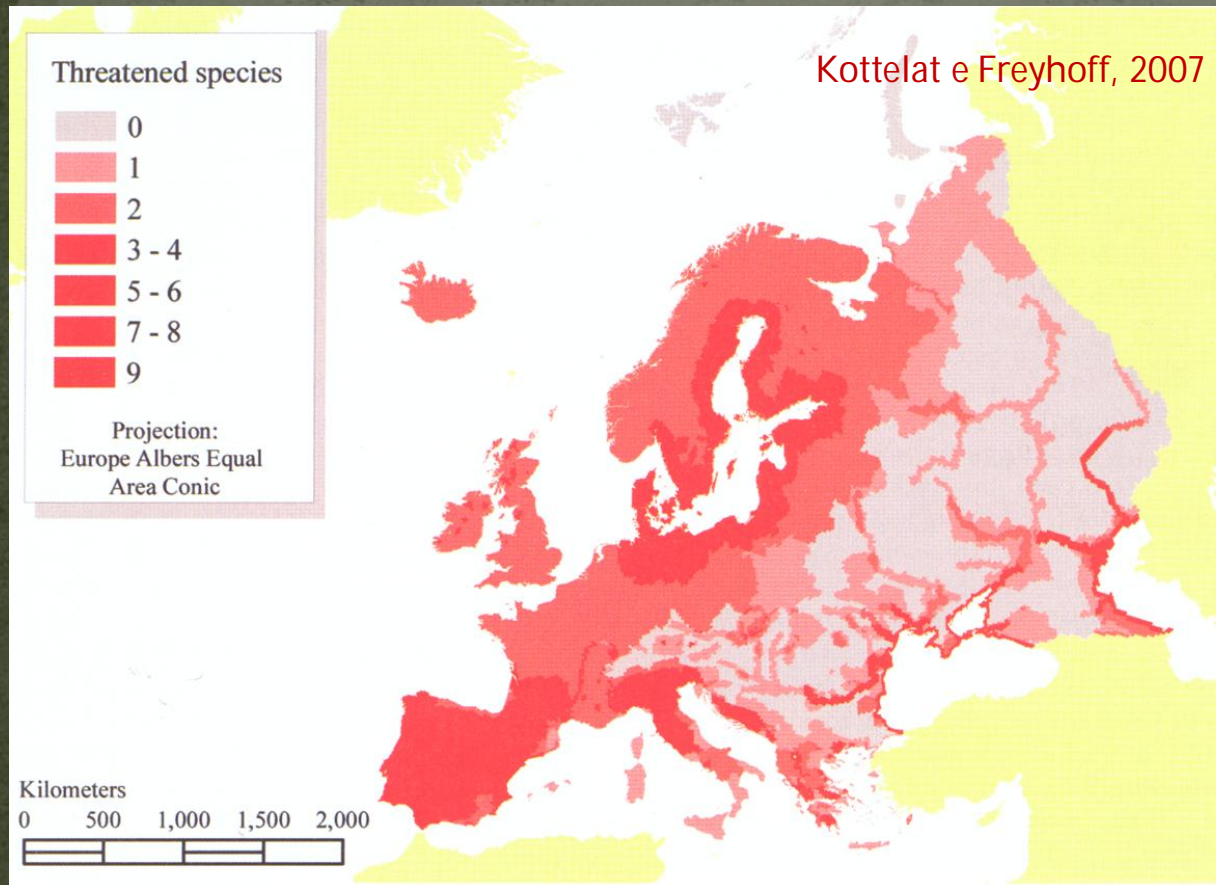 Kottelat e Freyhoff, 2007
Threatened species
0
1
2
3 - 4
5 - 6
7 - 8
9
Projection:
Europe Albers Equal
Area Conic
Kilometers
0 500 1,000 1,500 2,000